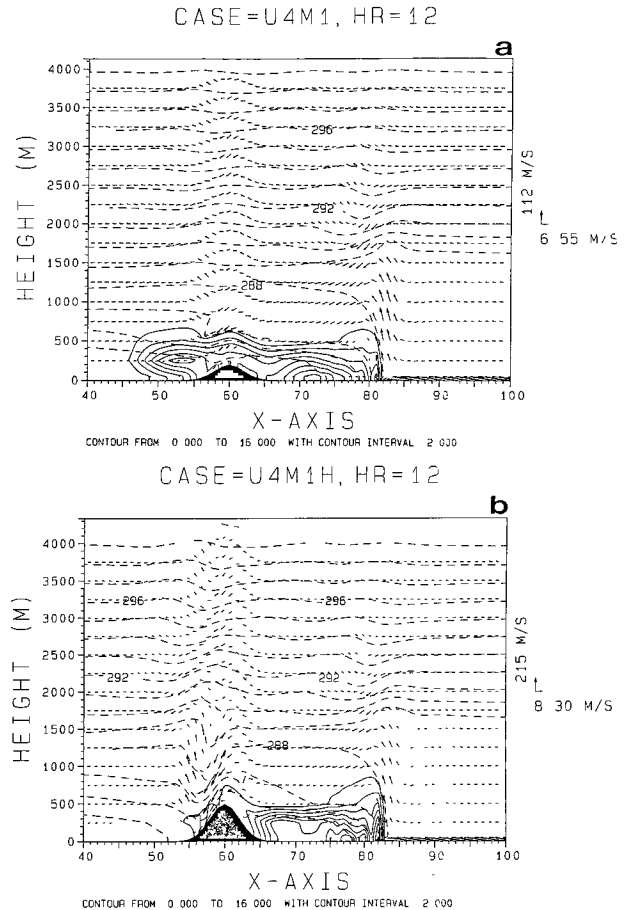 CASE=U4M1, HR=12
a
4000
3500
3000
2500
2000
1500
1000
500
0
HEIGHT (M)
296
292
288
112 M/S
6 55 M/S
40 50 60 70 80 90 100
X-AXIS
CONTOUR FROM 0 000 TO 16 000 WITH CONTOUR INTERVAL 2 000
CASE=U4M1H, HR=12
b
4000
3500
3000
2500
2000
1500
1000
500
0
HEIGHT (M)
296 296
292 292
288
215 M/S
8 30 M/S
40 50 60 70 80 90 100
X-AXIS
CONTOUR FROM 0 000 TO 16 000 WITH CONTOUR INTERVAL 2 000